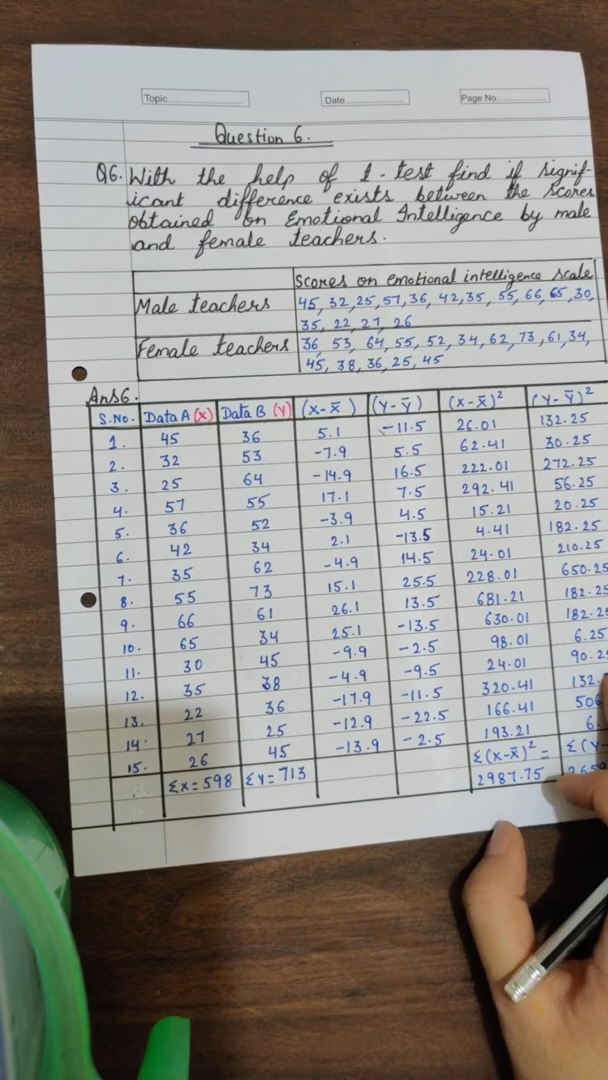 Topic
Date
Page No
Question 6.
Q6. With the help of t-test find if signif-
icant difference exists between the scores
obtained on Emotional Intelligence by male
and female teachers.
Scores on emotional intelligence scale
Male teachers 45, 32, 25, 57, 36, 42, 35, 55, 66, 65, 30,
35, 22, 27, 26
Female teachers 36 53, 64, 55, 52, 34, 62, 73, 61, 34,
45, 38, 36, 25, 45
Ans6.
S.No. Data A (X) Data B (Y) (X-X̄) (Y-Ȳ) (X-X̄)² (Y-Ȳ)²
1. 45 36 5.1 -11.5 26.01 132.25
2. 32 53 -7.9 5.5 62.41 30.25
3. 25 64 -14.9 16.5 222.01 272.25
4. 57 55 17.1 7.5 292.41 56.25
5. 36 52 -3.9 4.5 15.21 20.25
6. 42 34 2.1 -13.5 4.41 182.25
7. 35 62 -4.9 14.5 24.01 210.25
8. 55 73 15.1 25.5 228.01 650.25
9. 66 61 26.1 13.5 681.21 182.25
10. 65 34 25.1 -13.5 630.01 182.2
11. 30 45 -9.9 -2.5 98.01 6.25
12. 35 38 -4.9 -9.5 24.01 90.2
13. 22 36 -17.9 -11.5 320.41 132.
14. 27 25 -12.9 -22.5 166.41 506
15. 26 45 -13.9 -2.5 193.21 6.
Σx=598 Σy=713 Σ(X-X̄)² = Σ(Y-
2987.75